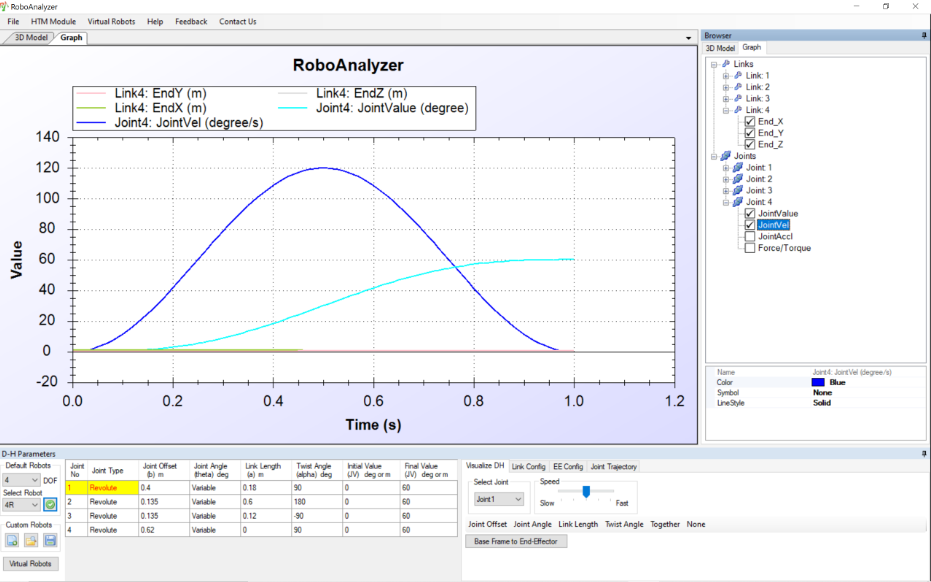 RoboAnalyzer
File HTM Module Virtual Robots Help Feedback Contact Us
3D Model Graph
Browser
3D Model Graph
RoboAnalyzer
Link4: EndY (m) Link4: EndZ (m)
Link4: EndX (m) Joint4: JointValue (degree)
Joint4: JointVel (degree/s)
Value
140
120
100
80
60
40
20
0
-20
0.0 0.2 0.4 0.6 0.8 1.0 1.2
Time (s)
Links
Link: 1
Link: 2
Link: 3
Link: 4
End_X
End_Y
End_Z
Joints
Joint: 1
Joint: 2
Joint: 3
Joint: 4
JointValue
JointVel
JointAccl
Force/Torque
Name Joint4: JointVel (degree/s)
Color Blue
Symbol None
LineStyle Solid
D-H Parameters
Default Robots
4 DOF
Select Robot
4R
Custom Robots
Virtual Robots
Joint No Joint Type Joint Offset (b) m Joint Angle (theta) deg Link Length (a) m Twist Angle (alpha) deg Initial Value (JV) deg or m Final Value (JV) deg or m
1 Revolute 0.4 Variable 0.18 90 0 60
2 Revolute 0.135 Variable 0.6 180 0 60
3 Revolute 0.135 Variable 0.12 -90 0 60
4 Revolute 0.62 Variable 0 90 0 60
Visualize DH Link Config EE Config Joint Trajectory
Select Joint
Joint1
Speed
Slow Fast
Joint Offset Joint Angle Link Length Twist Angle Together None
Base Frame to End-Effector